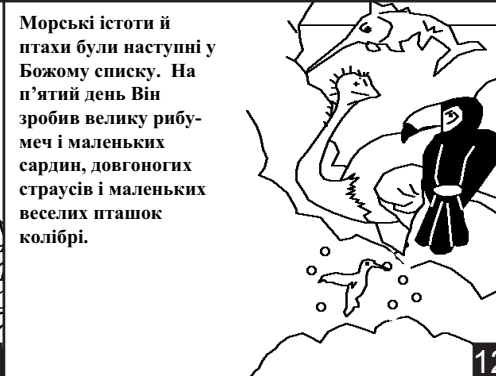 Морські істоти й
птахи були наступні у
Божому списку.  На
п’ятий день Він
зробив велику рибу-
меч і маленьких
сардин, довгоногих
страусів і маленьких
веселих пташок
колібрі.
12